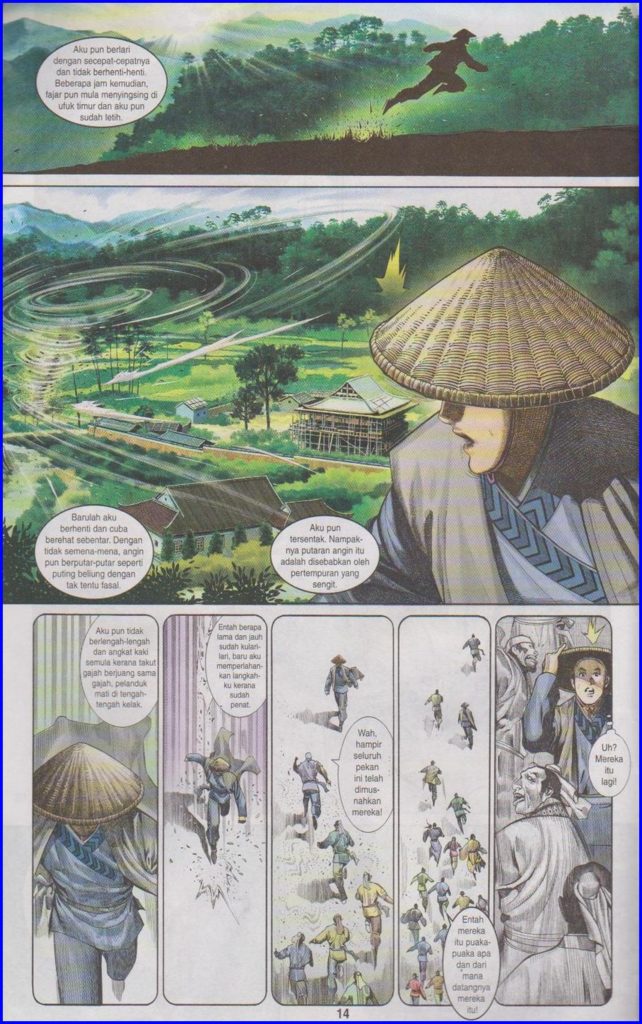 Aku pun berlari
dengan secepat-cepatnya
dan tidak berhenti-henti.
Beberapa jam kemudian,
fajar pun mula menyingsing di
ufuk timur dan aku pun
sudah letih.
Barulah aku
berhenti dan cuba
berehat sebentar. Dengan
tidak semena-mena, angin
pun berputar-putar seperti
puting beliung dengan
tak tentu fasal.
Aku pun
tersentak. Nampak-
nya putaran angin itu
adalah disebabkan oleh
pertempuran yang
sengit.
Aku pun tidak
berlengah-lengah
dan angkat kaki
semula kerana takut
gajah berjuang sama
gajah, pelanduk
mati di tengah-
tengah kelak.
Entah berapa
lama dan jauh
sudah kulari-
lari, baru aku
memperlahan-
kan langkah-
ku kerana
sudah
penat.
Wah,
hampir
seluruh
pekan
ini telah
dimus-
nahkan
mereka!
Entah
mereka
itu puaka-
puaka apa
dan dari
mana
datangnya
mereka
itu!
Uh?
Mereka
itu
lagi!
14